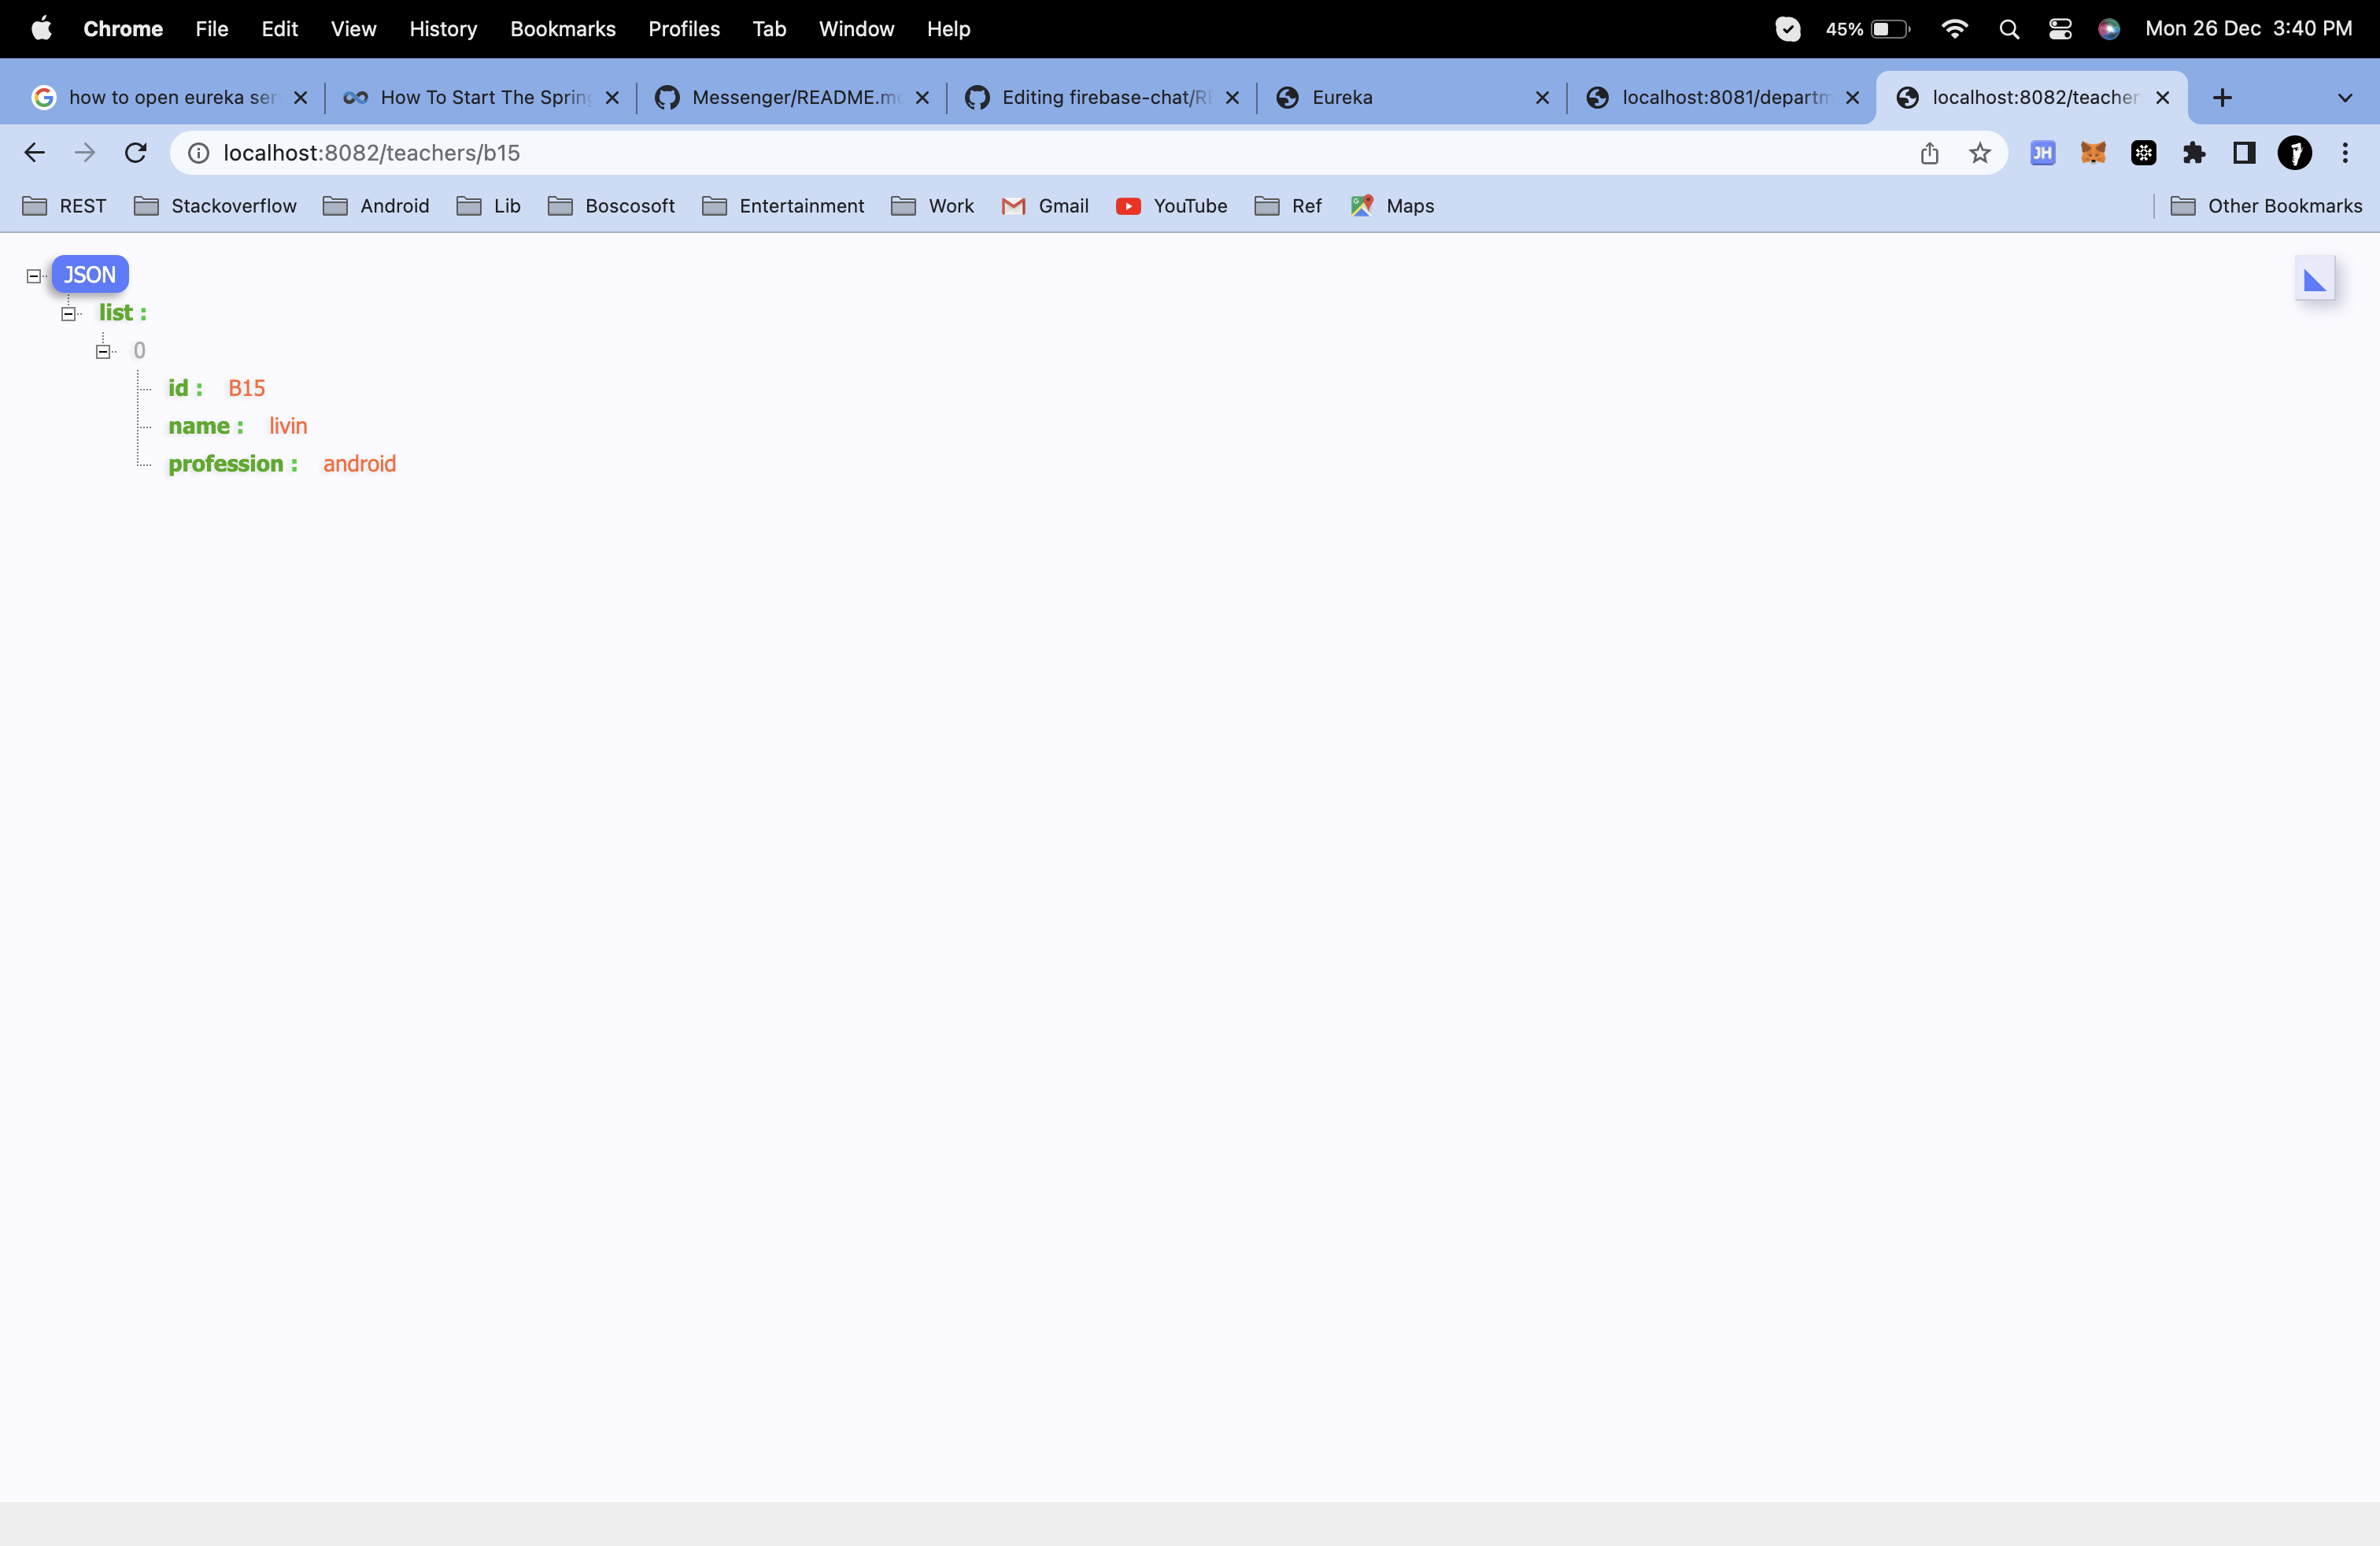 Chrome File Edit View History Bookmarks Profiles Tab Window Help 45% Mon 26 Dec 3:40 PM
how to open eureka ser How To Start The Spring Messenger/README.m Editing firebase-chat/R Eureka localhost:8081/departm localhost:8082/teacher
localhost:8082/teachers/b15 JH
REST Stackoverflow Android Lib Boscosoft Entertainment Work Gmail YouTube Ref Maps Other Bookmarks
JSON
list :
0
id : B15
name : livin
profession : android